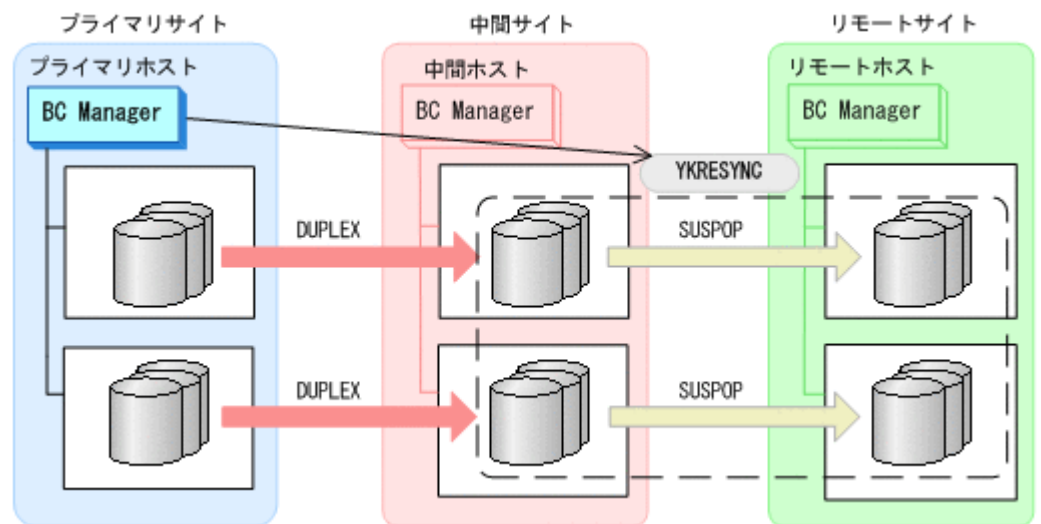 プライマリサイト
中間サイト
リモートサイト
プライマリホスト
中間ホスト
リモートホスト
BC Manager
BC Manager
BC Manager
YKRESYNC
DUPLEX
SUSPOP
DUPLEX
SUSPOP